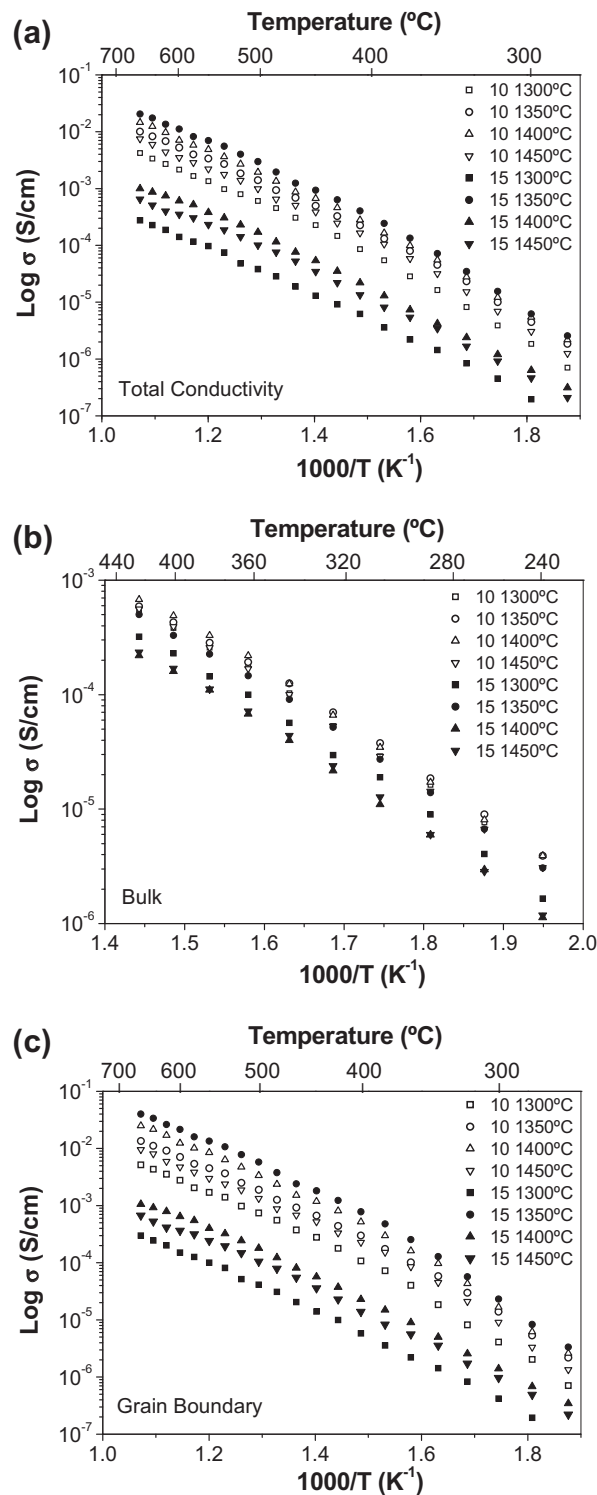 (a)
Temperature (ºC)
700 600 500 400 300
10⁻¹
10⁻²
10⁻³
10⁻⁴
10⁻⁵
10⁻⁶
10⁻⁷
Log σ (S/cm)
10 1300ºC
10 1350ºC
10 1400ºC
10 1450ºC
15 1300ºC
15 1350ºC
15 1400ºC
15 1450ºC
Total Conductivity
1.0 1.2 1.4 1.6 1.8
1000/T (K⁻¹)
(b)
Temperature (ºC)
440 400 360 320 280 240
10⁻³
10⁻⁴
10⁻⁵
10⁻⁶
Log σ (S/cm)
10 1300ºC
10 1350ºC
10 1400ºC
10 1450ºC
15 1300ºC
15 1350ºC
15 1400ºC
15 1450ºC
Bulk
1.4 1.5 1.6 1.7 1.8 1.9 2.0
1000/T (K⁻¹)
(c)
Temperature (ºC)
700 600 500 400 300
10⁻¹
10⁻²
10⁻³
10⁻⁴
10⁻⁵
10⁻⁶
10⁻⁷
Log σ (S/cm)
10 1300ºC
10 1350ºC
10 1400ºC
10 1450ºC
15 1300ºC
15 1350ºC
15 1400ºC
15 1450ºC
Grain Boundary
1.0 1.2 1.4 1.6 1.8
1000/T (K⁻¹)